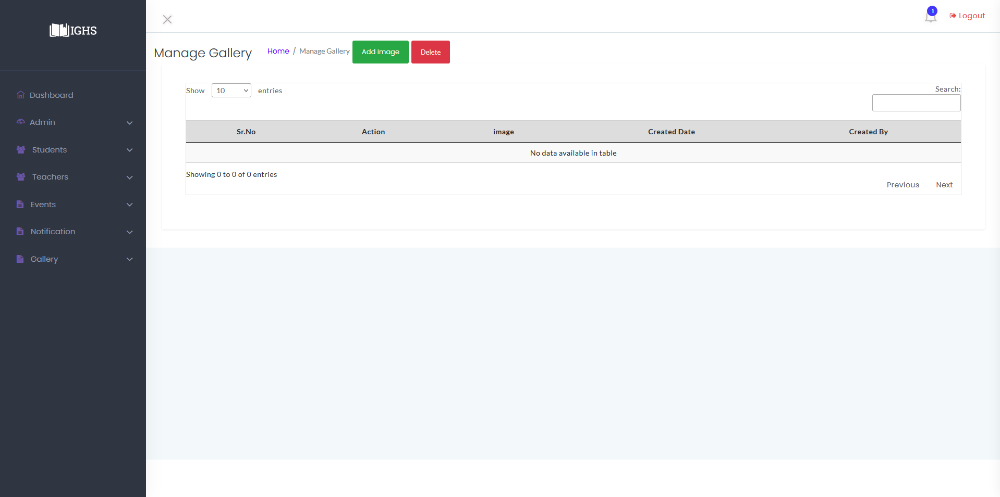 IGHS
Dashboard
Admin
Students
Teachers
Events
Notification
Gallery
1
Logout
Manage Gallery
Home / Manage Gallery
Add Image
Delete
Show 10 entries
Search:
Sr.No Action image Created Date Created By
No data available in table
Showing 0 to 0 of 0 entries
Previous Next